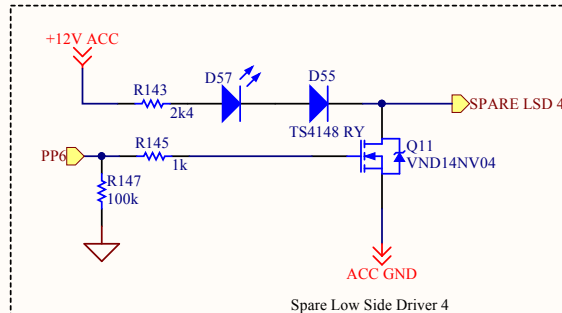 +12V ACC
R143
2k4
D57
D55
TS4148 RY
SPARE LSD 4
PP6
R145
1k
Q11
VND14NV04
R147
100k
ACC GND
Spare Low Side Driver 4